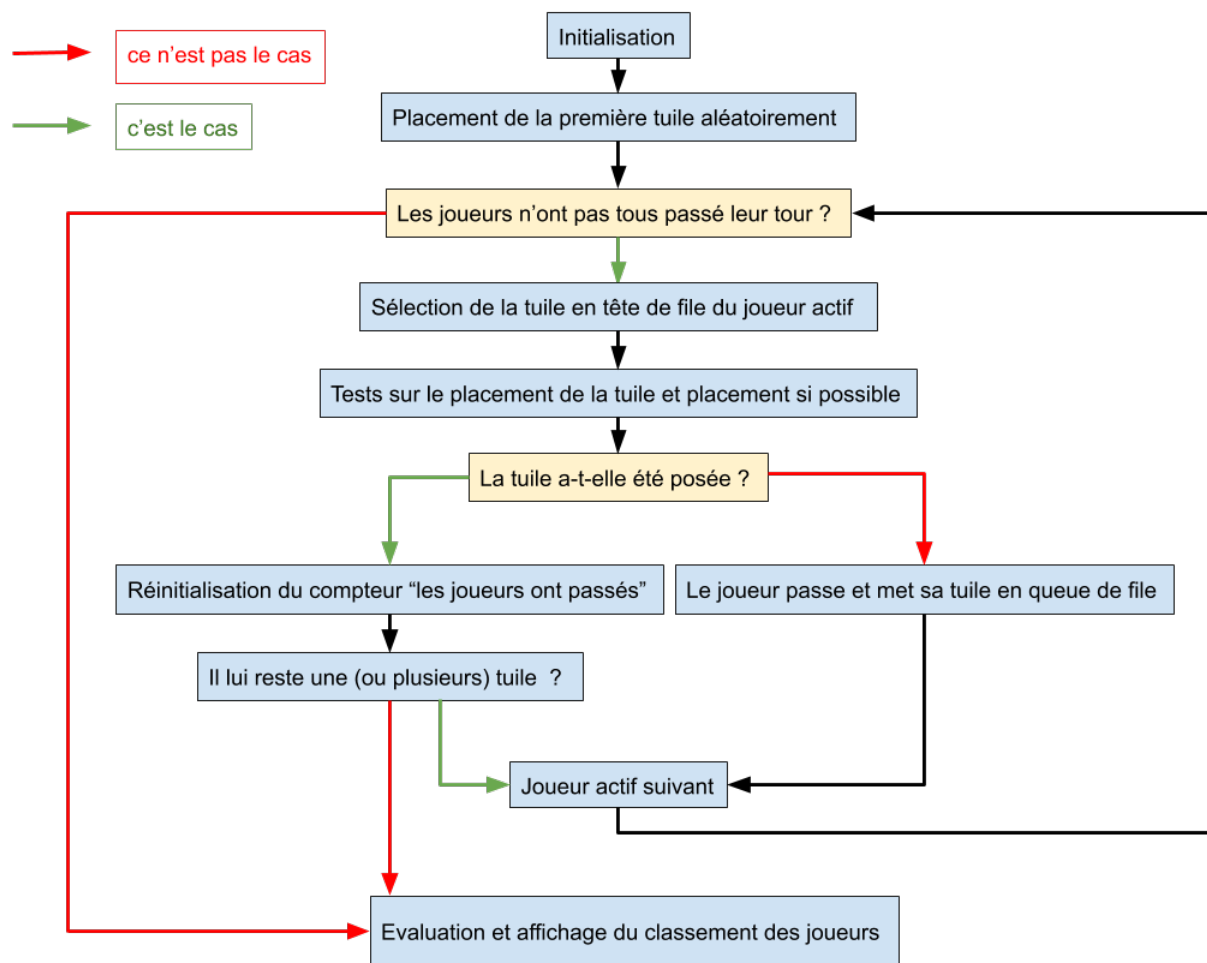 Initialisation
ce n'est pas le cas
c'est le cas
Placement de la première tuile aléatoirement
Les joueurs n'ont pas tous passé leur tour ?
Sélection de la tuile en tête de file du joueur actif
Tests sur le placement de la tuile et placement si possible
La tuile a-t-elle été posée ?
Réinitialisation du compteur “les joueurs ont passés”
Le joueur passe et met sa tuile en queue de file
Il lui reste une (ou plusieurs) tuile ?
Joueur actif suivant
Evaluation et affichage du classement des joueurs